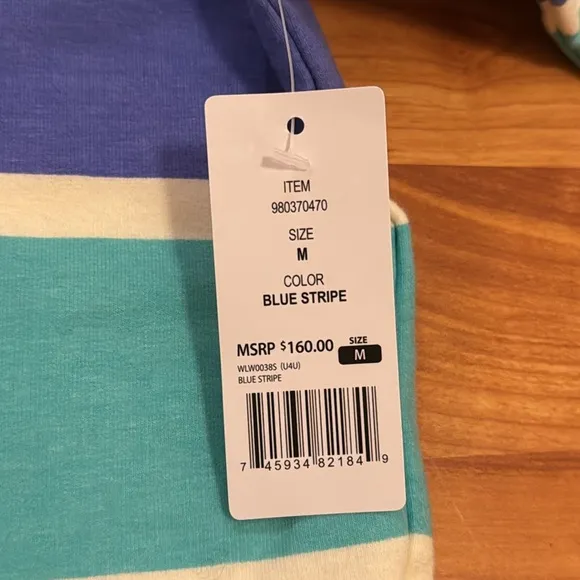 ITEM
980370470
SIZE
M
COLOR
BLUE STRIPE
MSRP $160.00
SIZE
M
WLW0038S (U4U)
BLUE STRIPE
7 45934 82184 9